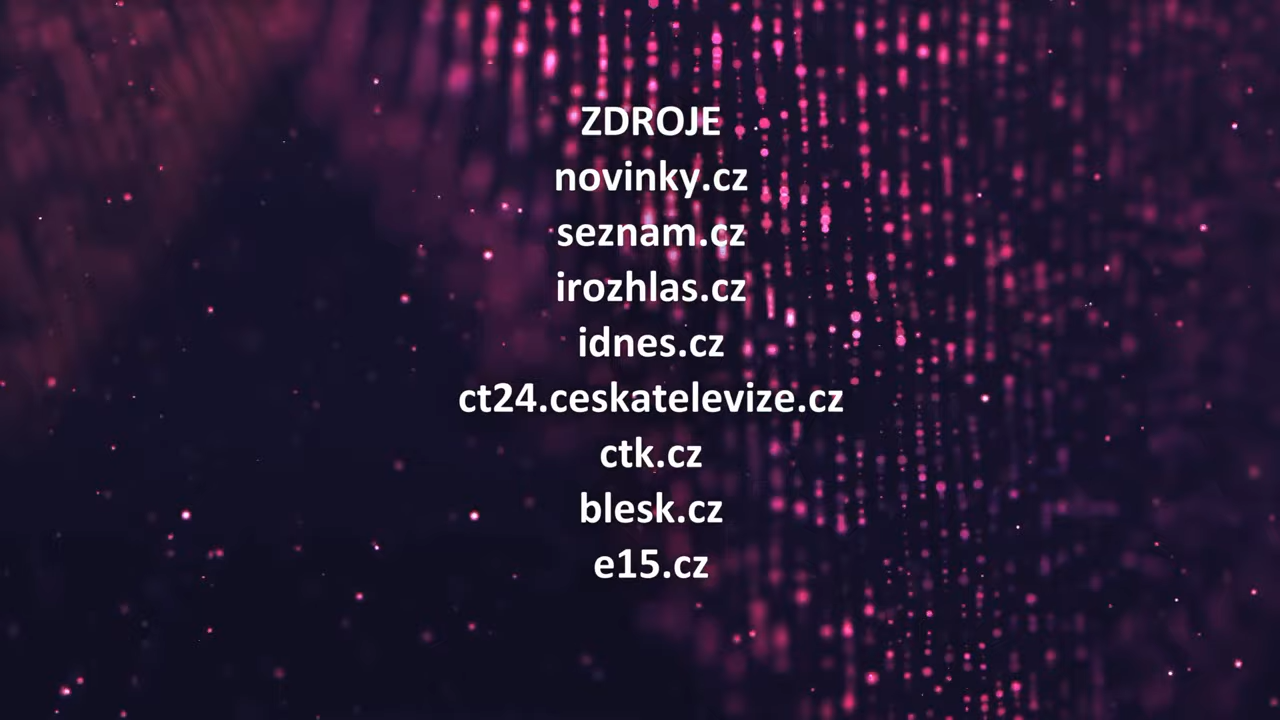 ZDROJE
novinky.cz
seznam.cz
irozhlas.cz
idnes.cz
ct24.ceskatelevize.cz
ctk.cz
blesk.cz
e15.cz